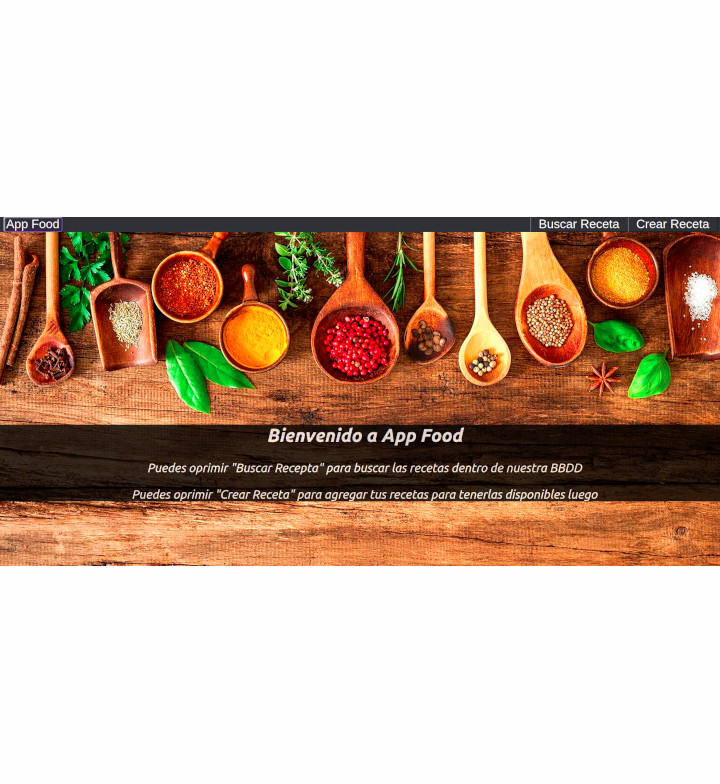 App Food
Buscar Receta
Crear Receta
Bienvenido a App Food
Puedes oprimir "Buscar Recepta" para buscar las recetas dentro de nuestra BBDD
Puedes oprimir "Crear Receta" para agregar tus recetas para tenerlas disponibles luego